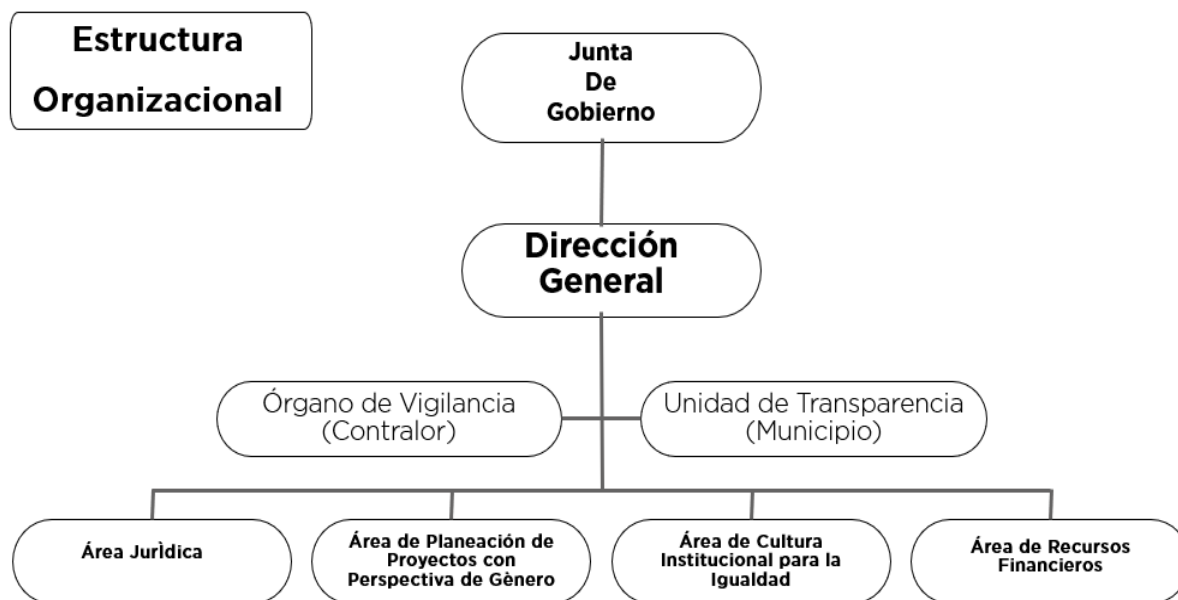 Estructura
Organizacional
Junta
De
Gobierno
Dirección
General
Órgano de Vigilancia
(Contralor)
Unidad de Transparencia
(Municipio)
Área Jurìdica
Área de Planeación de
Proyectos con
Perspectiva de Gènero
Área de Cultura
Institucional para la
Igualdad
Área de Recursos
Financieros